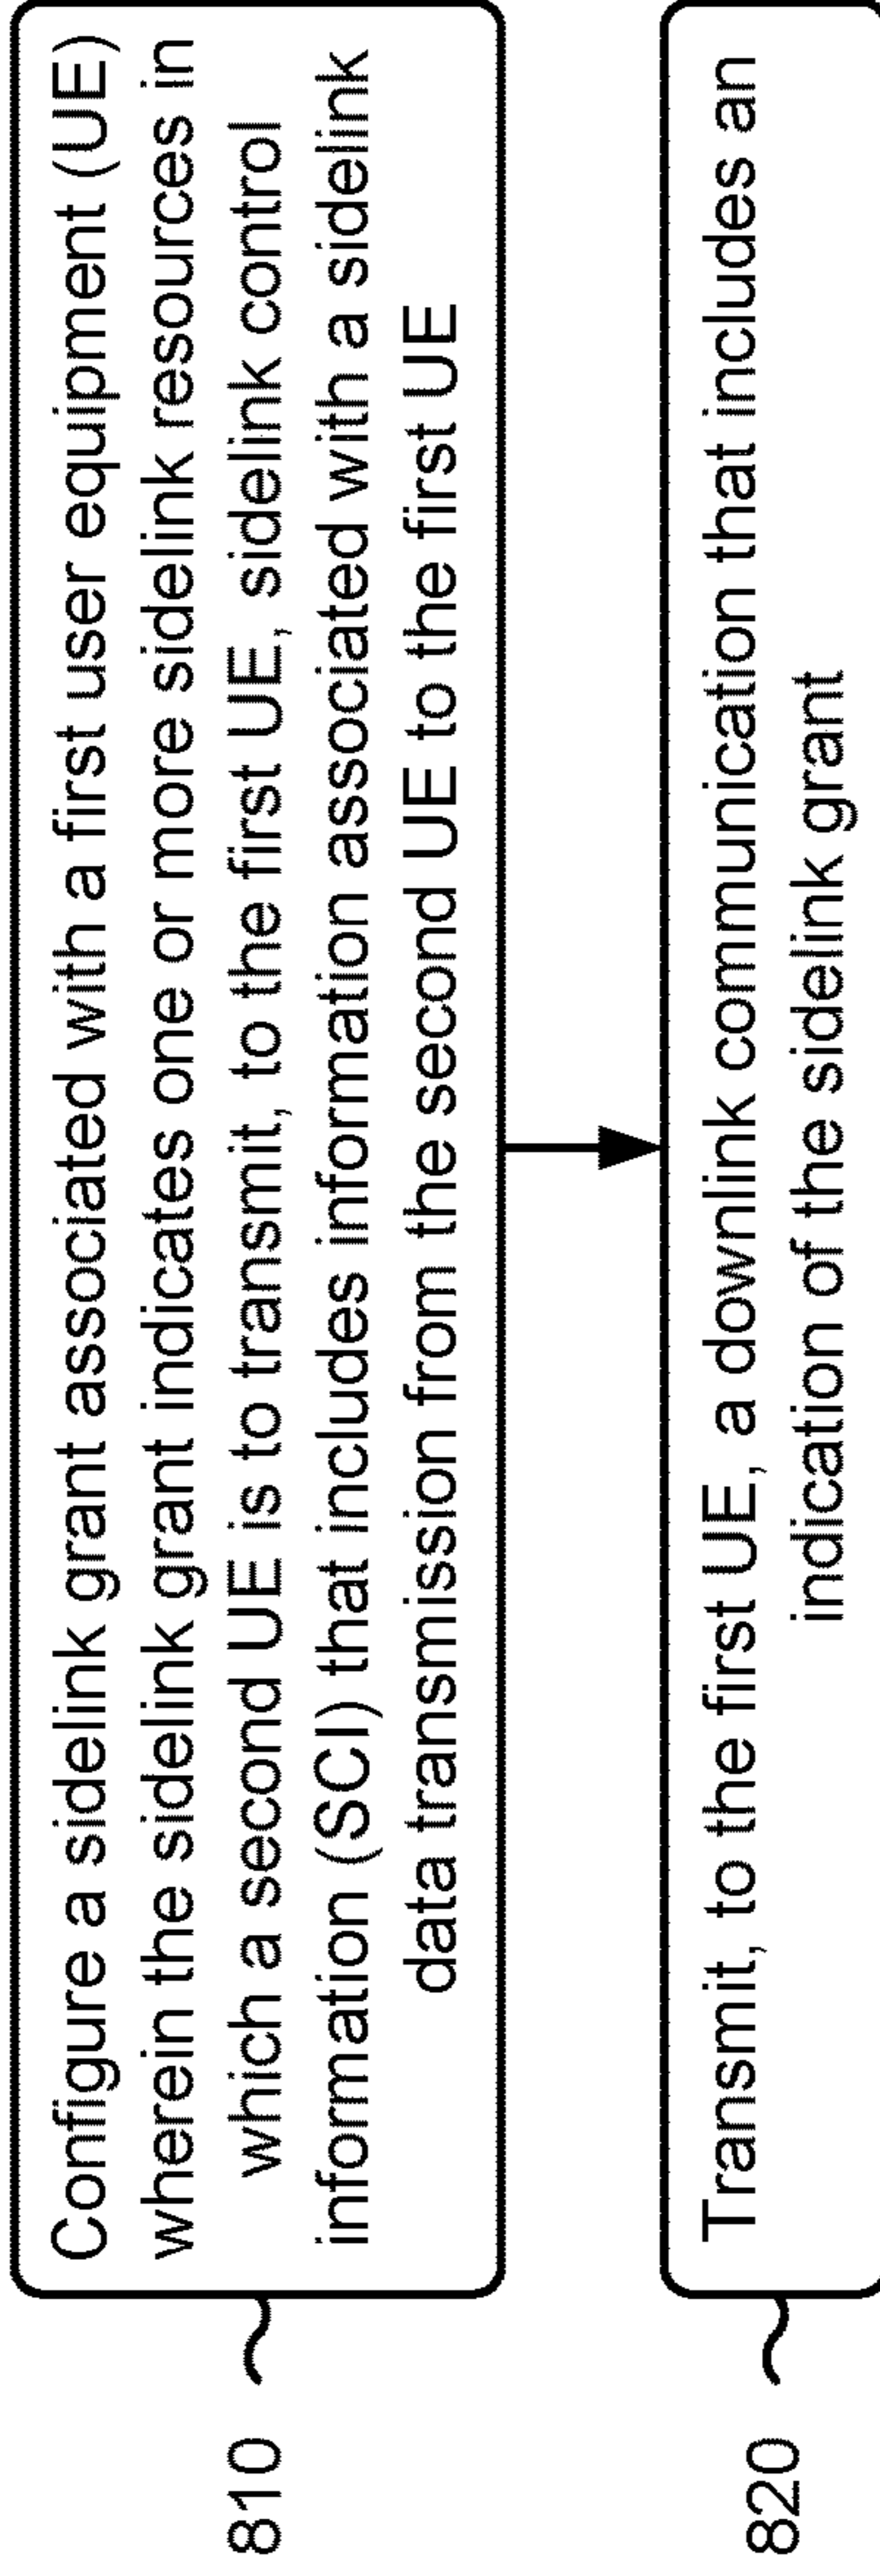 Configure a sidelink grant associated with a first user equipment (UE)
wherein the sidelink grant indicates one or more sidelink resources in
which a second UE is to transmit, to the first UE, sidelink control
information (SCI) that includes information associated with a sidelink
data transmission from the second UE to the first UE
810
Transmit, to the first UE, a downlink communication that includes an
indication of the sidelink grant
820